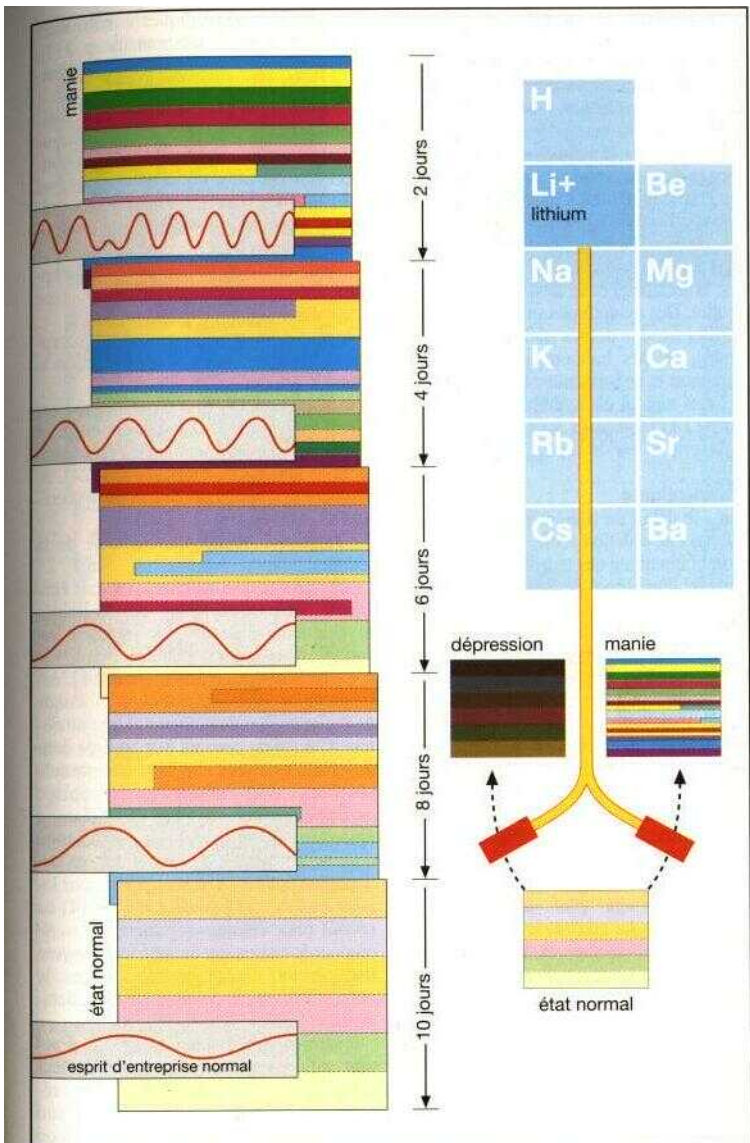 manie
2 jours
4 jours
6 jours
8 jours
10 jours
état normal
esprit d'entreprise normal
H
Li+
lithium
Be
Na
Mg
K
Ca
Rb
Sr
Cs
Ba
dépression
manie
état normal